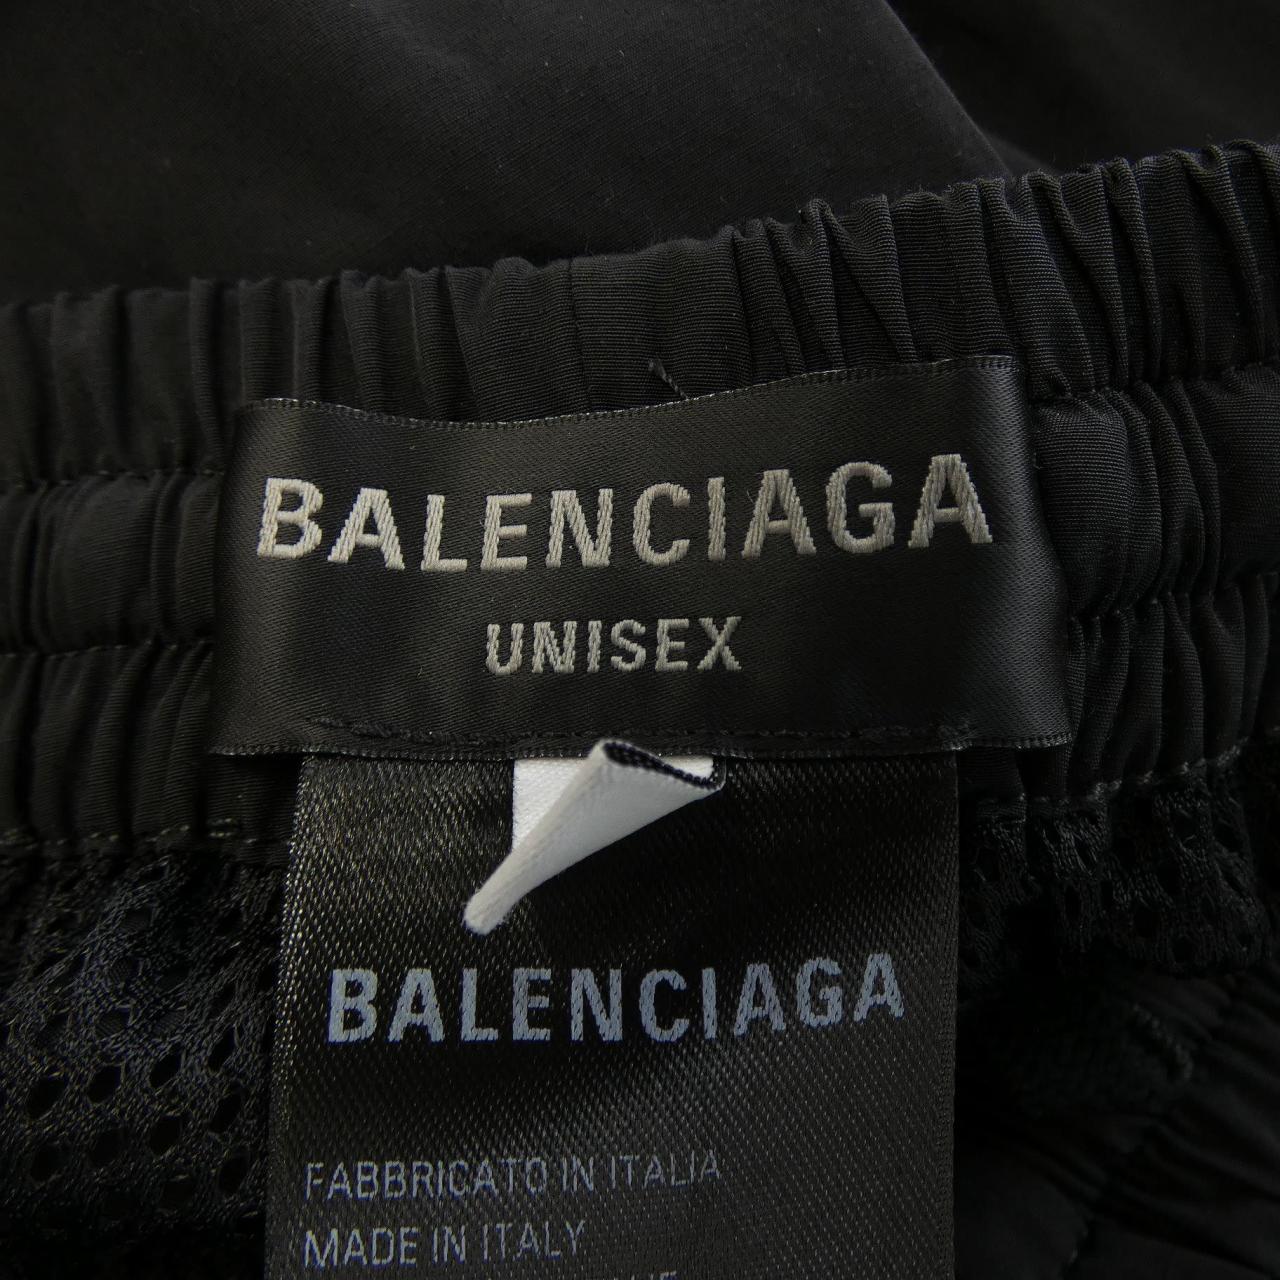 BALENCIAGA
UNISEX
BALENCIAGA
FABBRICATO IN ITALIA
MADE IN ITALY